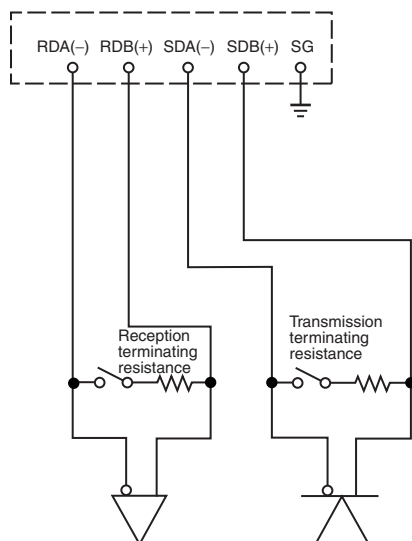 RDA(–) RDB(+) SDA(–) SDB(+) SG
Reception
terminating
resistance
Transmission
terminating
resistance